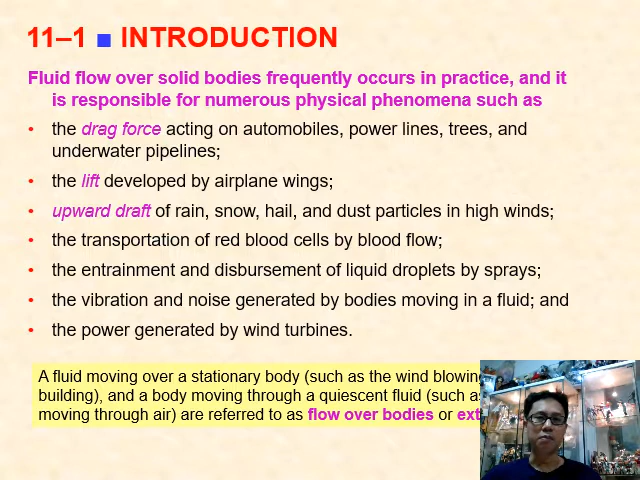 11–1 ■ INTRODUCTION
Fluid flow over solid bodies frequently occurs in practice, and it
is responsible for numerous physical phenomena such as
• the drag force acting on automobiles, power lines, trees, and
underwater pipelines;
• the lift developed by airplane wings;
• upward draft of rain, snow, hail, and dust particles in high winds;
• the transportation of red blood cells by blood flow;
• the entrainment and disbursement of liquid droplets by sprays;
• the vibration and noise generated by bodies moving in a fluid; and
• the power generated by wind turbines.
A fluid moving over a stationary body (such as the wind blowing
building), and a body moving through a quiescent fluid (such as
moving through air) are referred to as flow over bodies or